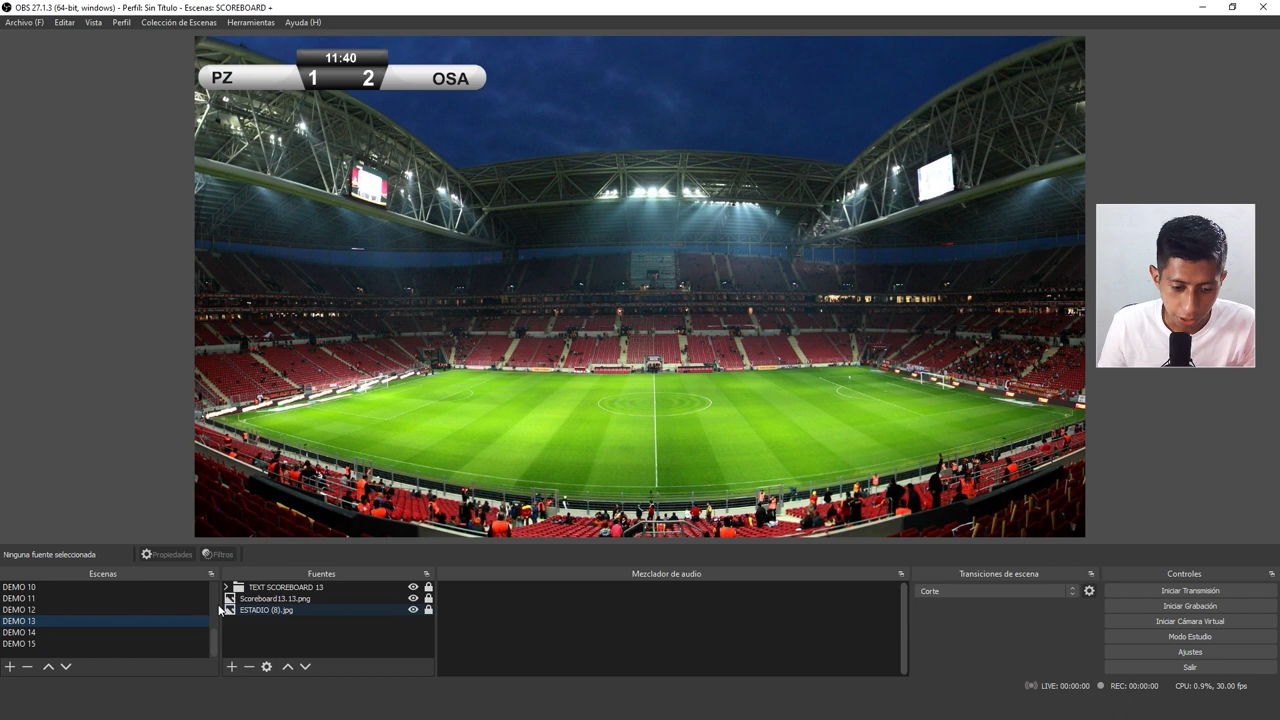 OBS 27.1.3 (64-bit, windows) - Perfil: Sin Título - Escenas: SCOREBOARD +
Archivo (F) Editar Vista Perfil Colección de Escenas Herramientas Ayuda (H)
11:40
PZ 1 2 OSA
Ninguna fuente seleccionada Propiedades Filtros
Escenas Fuentes Mezclador de audio Transiciones de escena Controles
DEMO 10
DEMO 11
DEMO 12
DEMO 13
DEMO 14
DEMO 15
TEXT SCOREBOARD 13
Scoreboard13.13.png
ESTADIO (8).jpg
Corte
Iniciar Transmisión
Iniciar Grabación
Iniciar Cámara Virtual
Modo Estudio
Ajustes
Salir
LIVE: 00:00:00 REC: 00:00:00 CPU: 0.9%, 30.00 fps